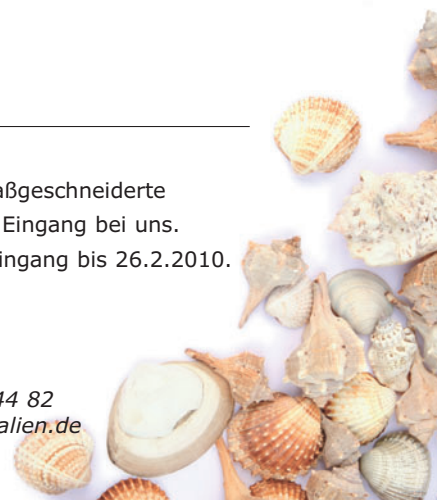 aßgeschneiderte
Eingang bei uns.
ingang bis 26.2.2010.
44 82
alien.de